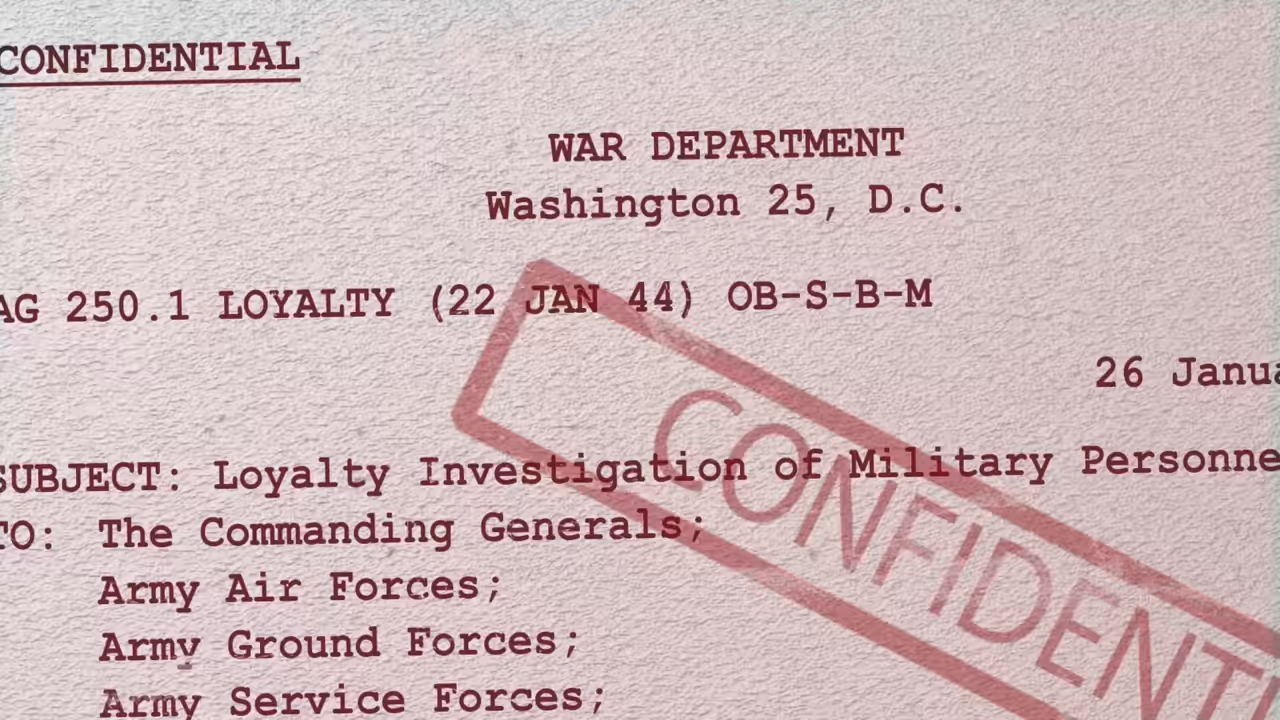 CONFIDENTIAL
WAR DEPARTMENT
Washington 25, D.C.
AG 250.1 LOYALTY (22 JAN 44) OB-S-B-M
26 Janua
SUBJECT: Loyalty Investigation of Military Personne
TO: The Commanding Generals;
Army Air Forces;
Army Ground Forces;
Army Service Forces;
CONFIDENTI